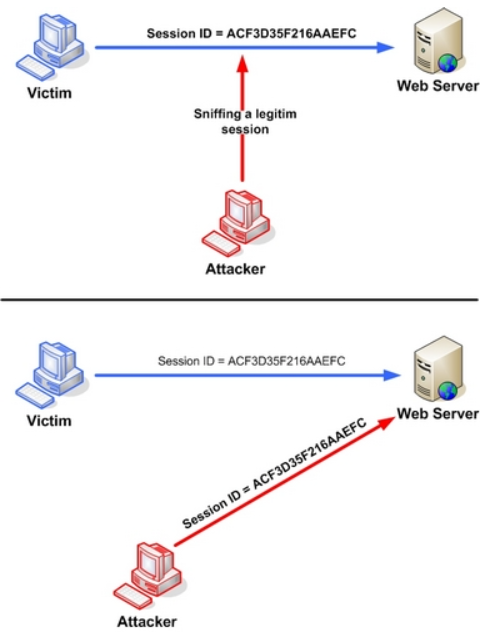 Session ID = ACF3D35F216AAEFC
Victim
Web Server
Sniffing a legitim
session
Attacker
Session ID = ACF3D35F216AAEFC
Victim
Web Server
Session ID = ACF3D35F216AAEFC
Attacker